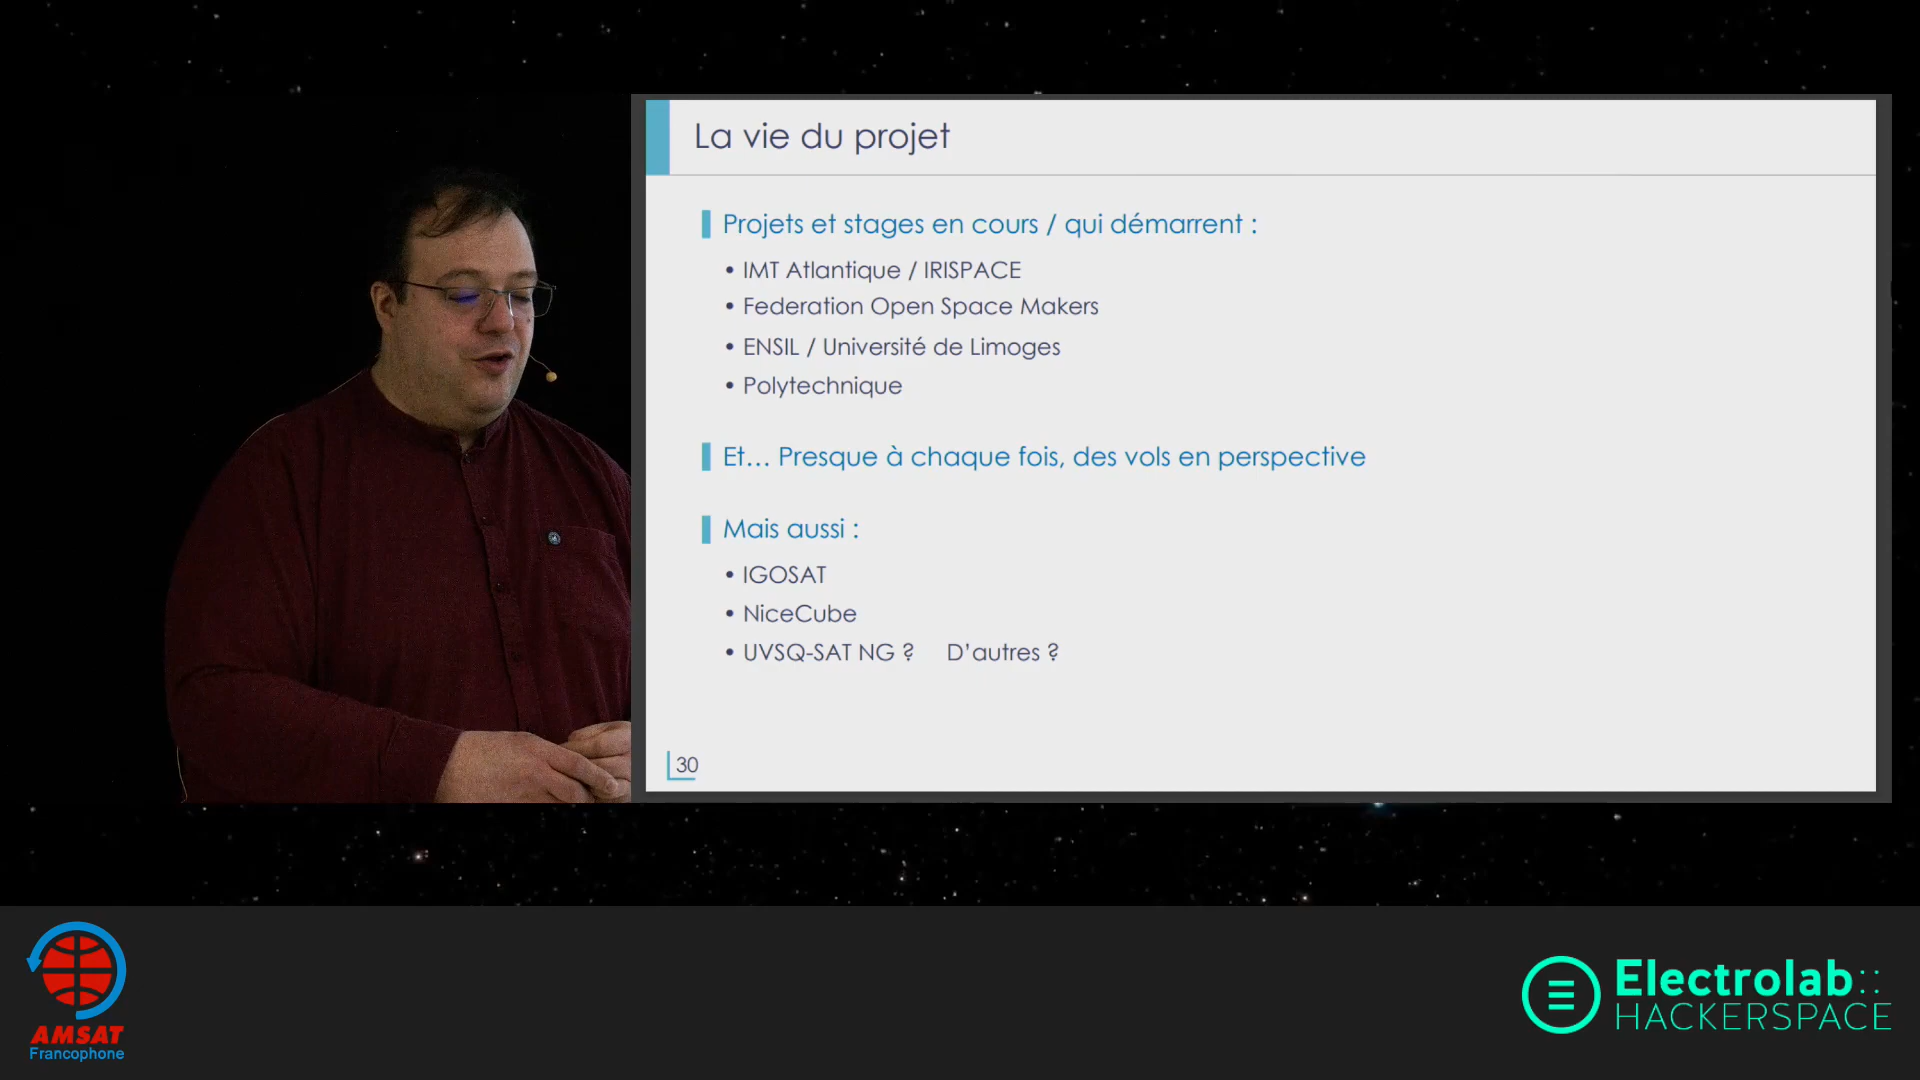 La vie du projet
Projets et stages en cours / qui démarrent :
• IMT Atlantique / IRISPACE
• Federation Open Space Makers
• ENSIL / Université de Limoges
• Polytechnique
Et… Presque à chaque fois, des vols en perspective
Mais aussi :
• IGOSAT
• NiceCube
• UVSQ-SAT NG ? D’autres ?
30
AMSAT
Francophone
Electrolab::
HACKERSPACE